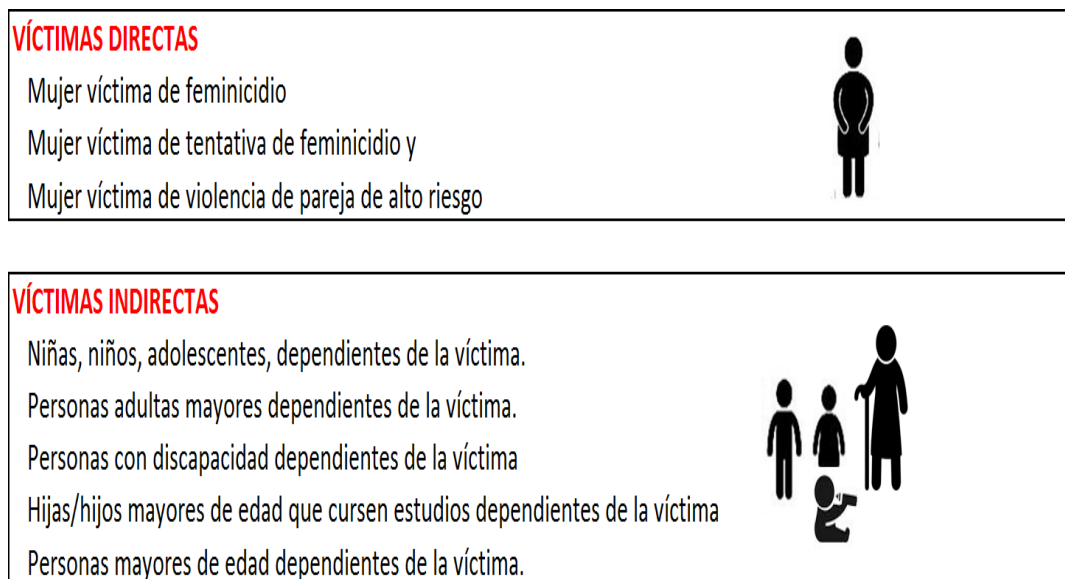 VÍCTIMAS DIRECTAS
Mujer víctima de feminicidio
Mujer víctima de tentativa de feminicidio y
Mujer víctima de violencia de pareja de alto riesgo
VÍCTIMAS INDIRECTAS
Niñas, niños, adolescentes, dependientes de la víctima.
Personas adultas mayores dependientes de la víctima.
Personas con discapacidad dependientes de la víctima
Hijas/hijos mayores de edad que cursen estudios dependientes de la víctima
Personas mayores de edad dependientes de la víctima.